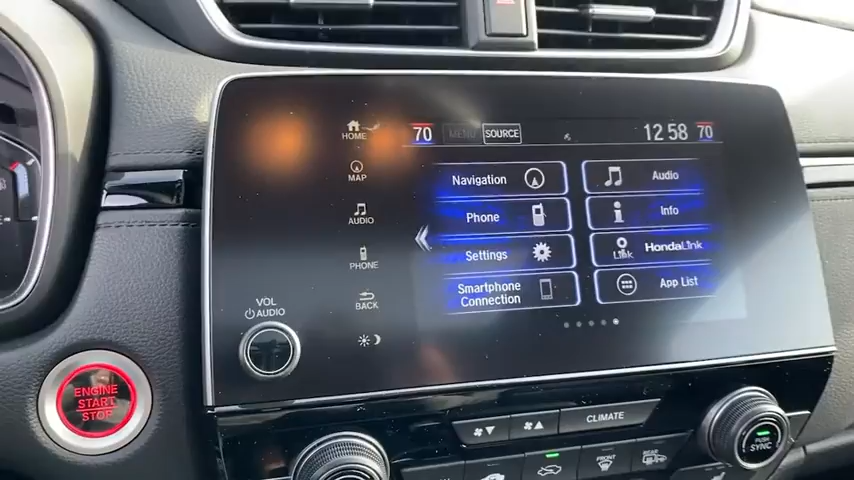 HOME
70
MENU
SOURCE
12 58
70
MAP
Navigation
Audio
AUDIO
Phone
Info
PHONE
Settings
Link
HondaLink
BACK
Smartphone
Connection
App List
VOL
AUDIO
ENGINE
START
STOP
CLIMATE
FRONT
REAR
PUSH
SYNC